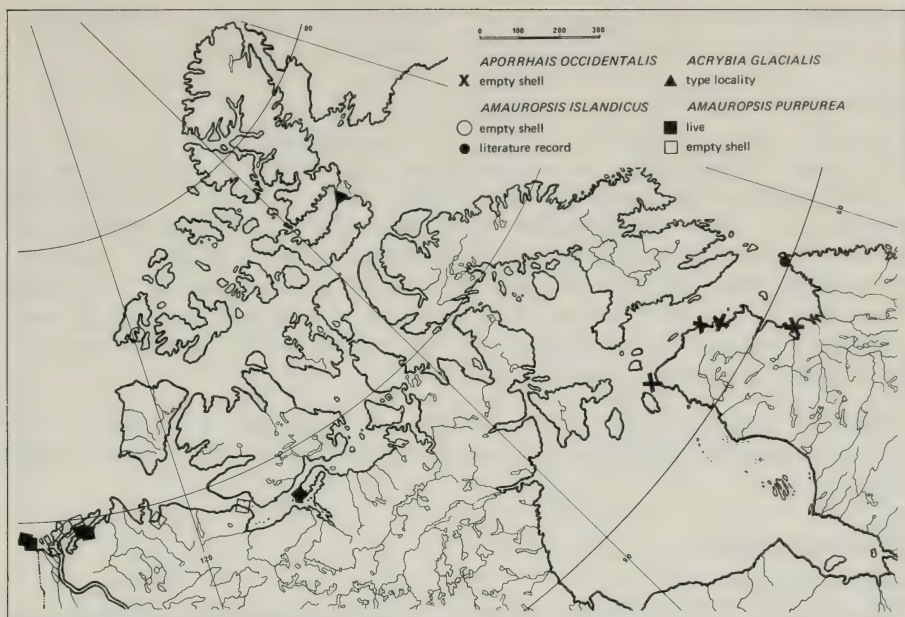 80
0 100 200 300
APORRHAIS OCCIDENTALIS
X empty shell
AMAUROPSIS ISLANDICUS
empty shell
literature record
ACRYBIA GLACIALIS
type locality
AMAUROPSIS PURPUREA
live
empty shell
120